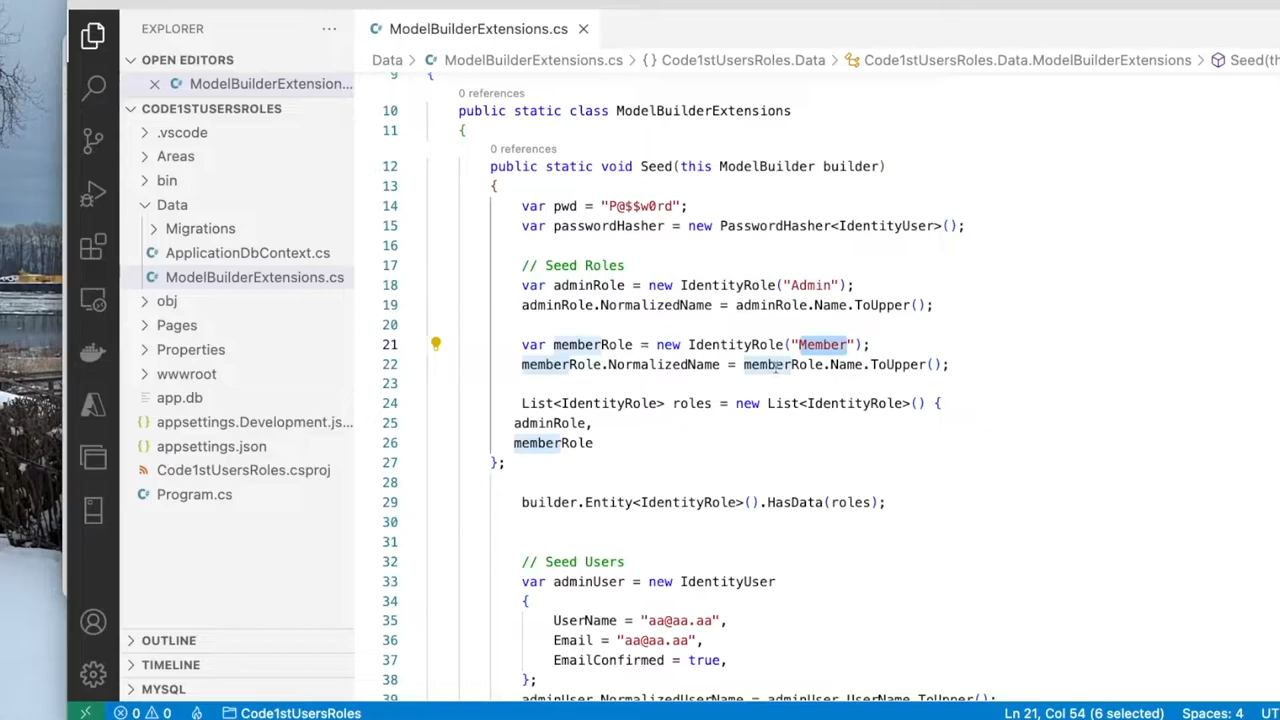 EXPLORER
OPEN EDITORS
ModelBuilderExtension...
CODE1STUSERSROLES
.vscode
Areas
bin
Data
Migrations
ApplicationDbContext.cs
ModelBuilderExtensions.cs
obj
Pages
Properties
wwwroot
app.db
appsettings.Development.js...
appsettings.json
Code1stUsersRoles.csproj
Program.cs
OUTLINE
TIMELINE
MYSQL
ModelBuilderExtensions.cs
Data > ModelBuilderExtensions.cs > {} Code1stUsersRoles.Data > Code1stUsersRoles.Data.ModelBuilderExtensions > Seed(th
9 {
0 references
10 public static class ModelBuilderExtensions
11 {
0 references
12 public static void Seed(this ModelBuilder builder)
13 {
14 var pwd = "P@$$w0rd";
15 var passwordHasher = new PasswordHasher<IdentityUser>();
16
17 // Seed Roles
18 var adminRole = new IdentityRole("Admin");
19 adminRole.NormalizedName = adminRole.Name.ToUpper();
20
21 var memberRole = new IdentityRole("Member");
22 memberRole.NormalizedName = memberRole.Name.ToUpper();
23
24 List<IdentityRole> roles = new List<IdentityRole>() {
25 adminRole,
26 memberRole
27 };
28
29 builder.Entity<IdentityRole>().HasData(roles);
30
31
32 // Seed Users
33 var adminUser = new IdentityUser
34 {
35 UserName = "aa@aa.aa",
36 Email = "aa@aa.aa",
37 EmailConfirmed = true,
38 };
39 adminUser.NormalizedUserName = adminUser.UserName.ToUpper();
0 0 Code1stUsersRoles Ln 21, Col 54 (6 selected) Spaces: 4 UT